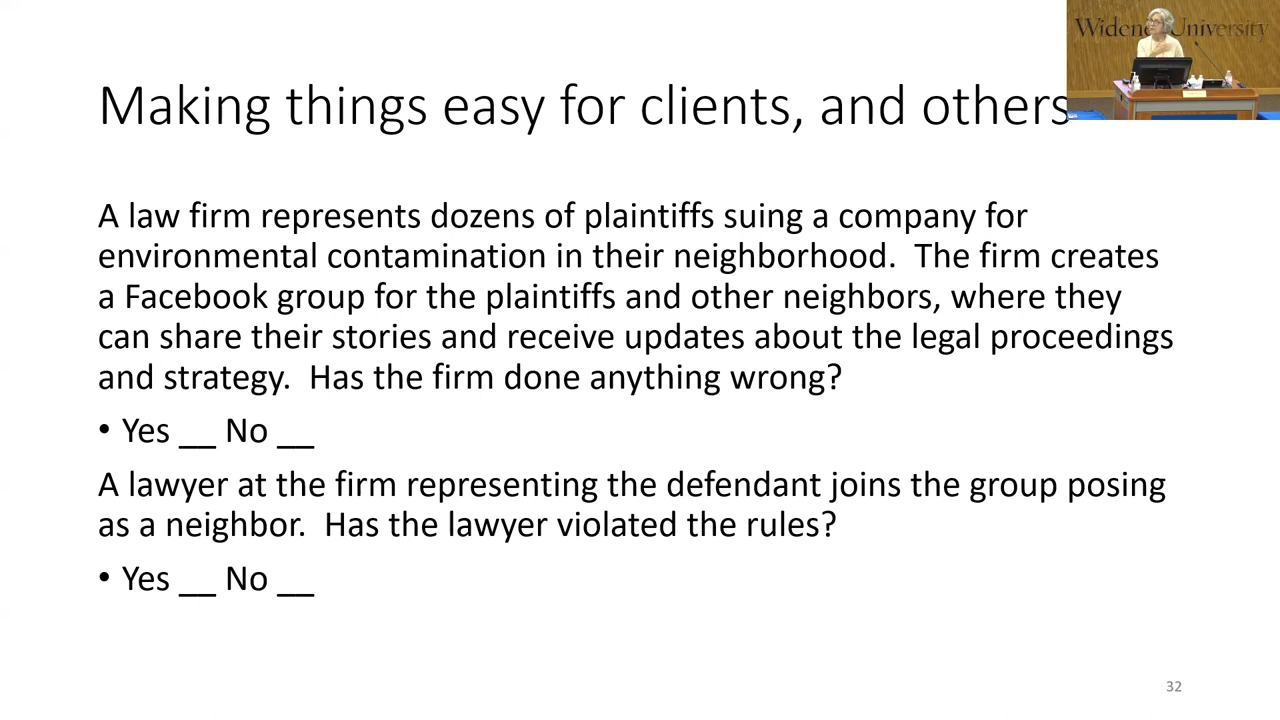 Widener University
Making things easy for clients, and others
A law firm represents dozens of plaintiffs suing a company for
environmental contamination in their neighborhood.  The firm creates
a Facebook group for the plaintiffs and other neighbors, where they
can share their stories and receive updates about the legal proceedings
and strategy.  Has the firm done anything wrong?
• Yes __ No __
A lawyer at the firm representing the defendant joins the group posing
as a neighbor.  Has the lawyer violated the rules?
• Yes __ No __
32